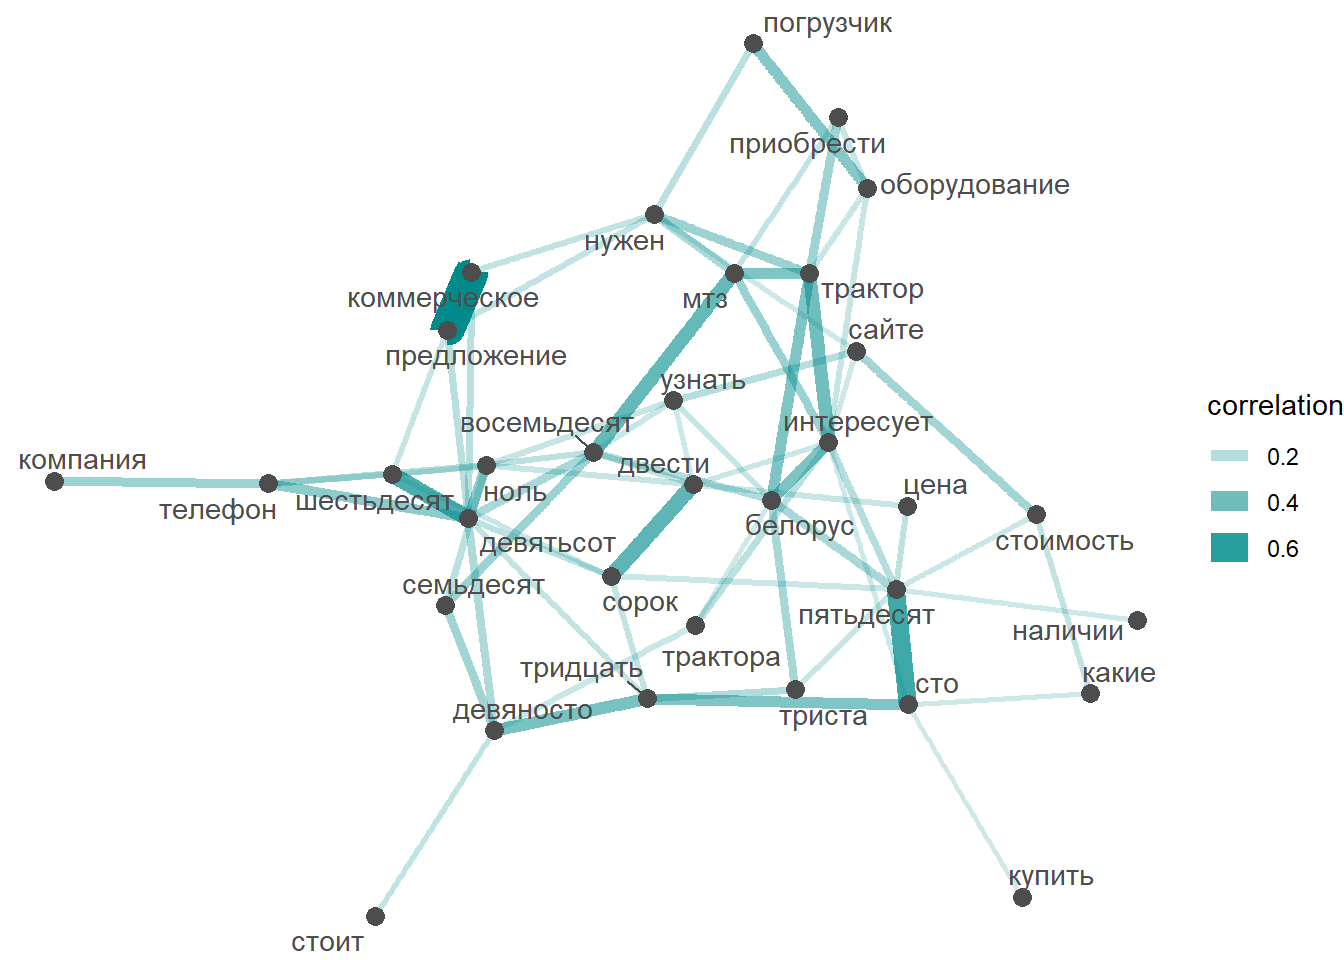 погрузчик
приобрести
оборудование
нужен
коммерческое
мтз
трактор
сайте
предложение
узнать
correlation
восемьдесят
интересует
0.2
компания
двести
ноль
цена
телефон
шестьдесят
0.4
белорус
девятьсот
стоимость
0.6
семьдесят
сорок
пятьдесят
наличии
трактора
тридцать
какие
сто
девяносто
триста
купить
стоит